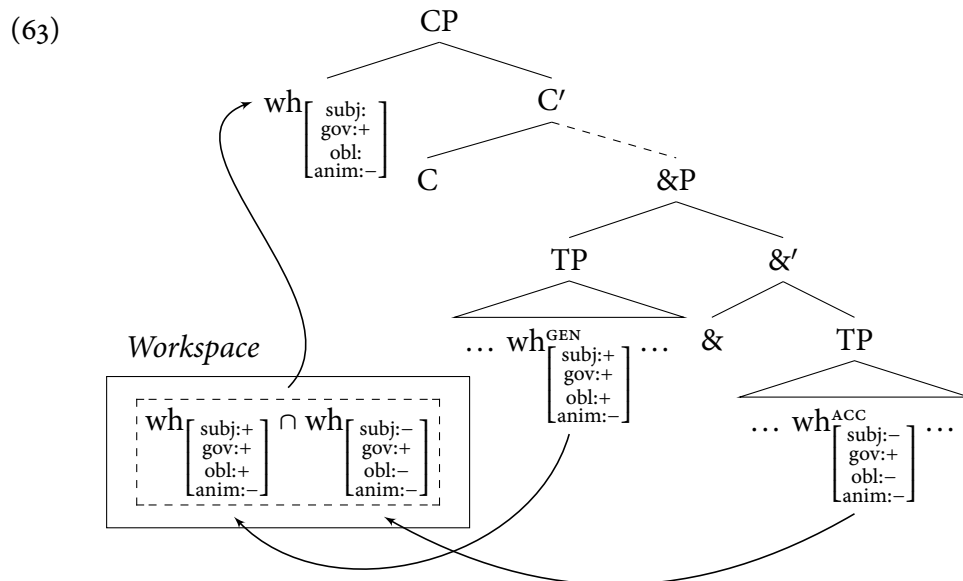 (63)
CP
wh[subj: gov:+ obl: anim:−]
C′
C
&P
TP
&′
… wh^GEN[subj:+ gov:+ obl:+ anim:−] …
&
TP
… wh^ACC[subj:− gov:+ obl:− anim:−] …
Workspace
wh[subj:+ gov:+ obl:+ anim:−] ∩ wh[subj:− gov:+ obl:− anim:−]